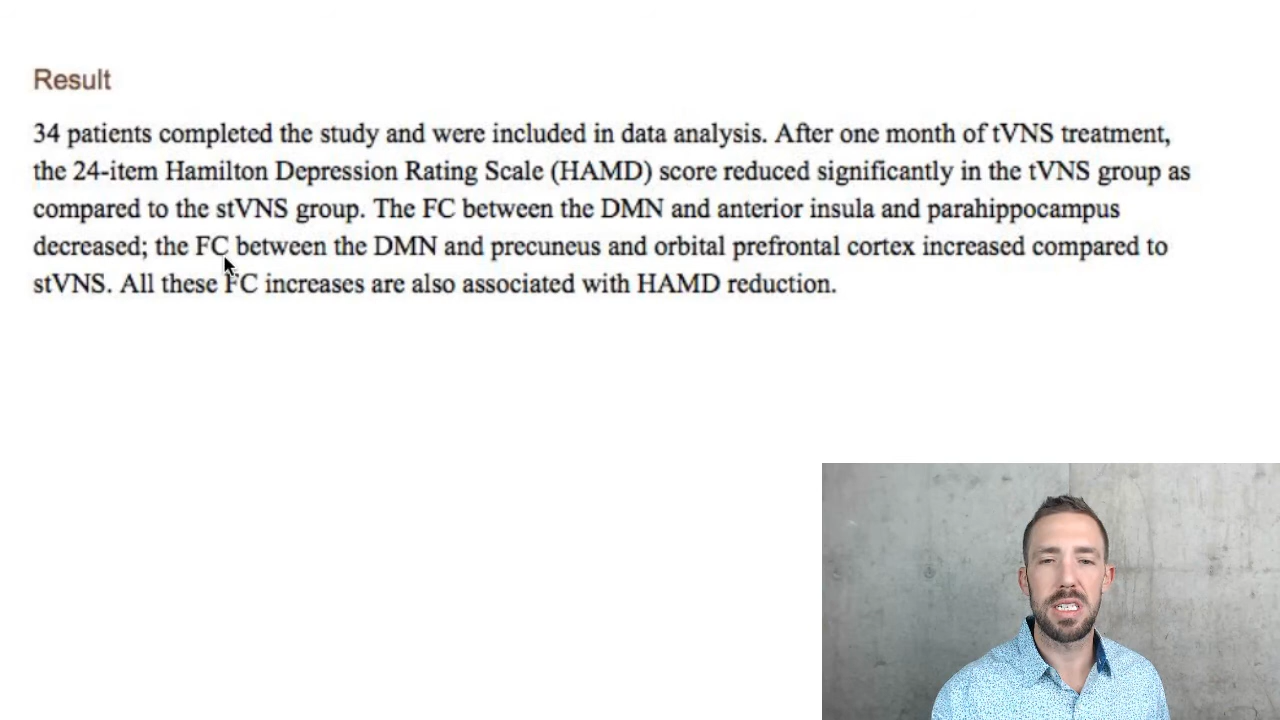 Result
34 patients completed the study and were included in data analysis. After one month of tVNS treatment,
the 24-item Hamilton Depression Rating Scale (HAMD) score reduced significantly in the tVNS group as
compared to the stVNS group. The FC between the DMN and anterior insula and parahippocampus
decreased; the FC between the DMN and precuneus and orbital prefrontal cortex increased compared to
stVNS. All these FC increases are also associated with HAMD reduction.